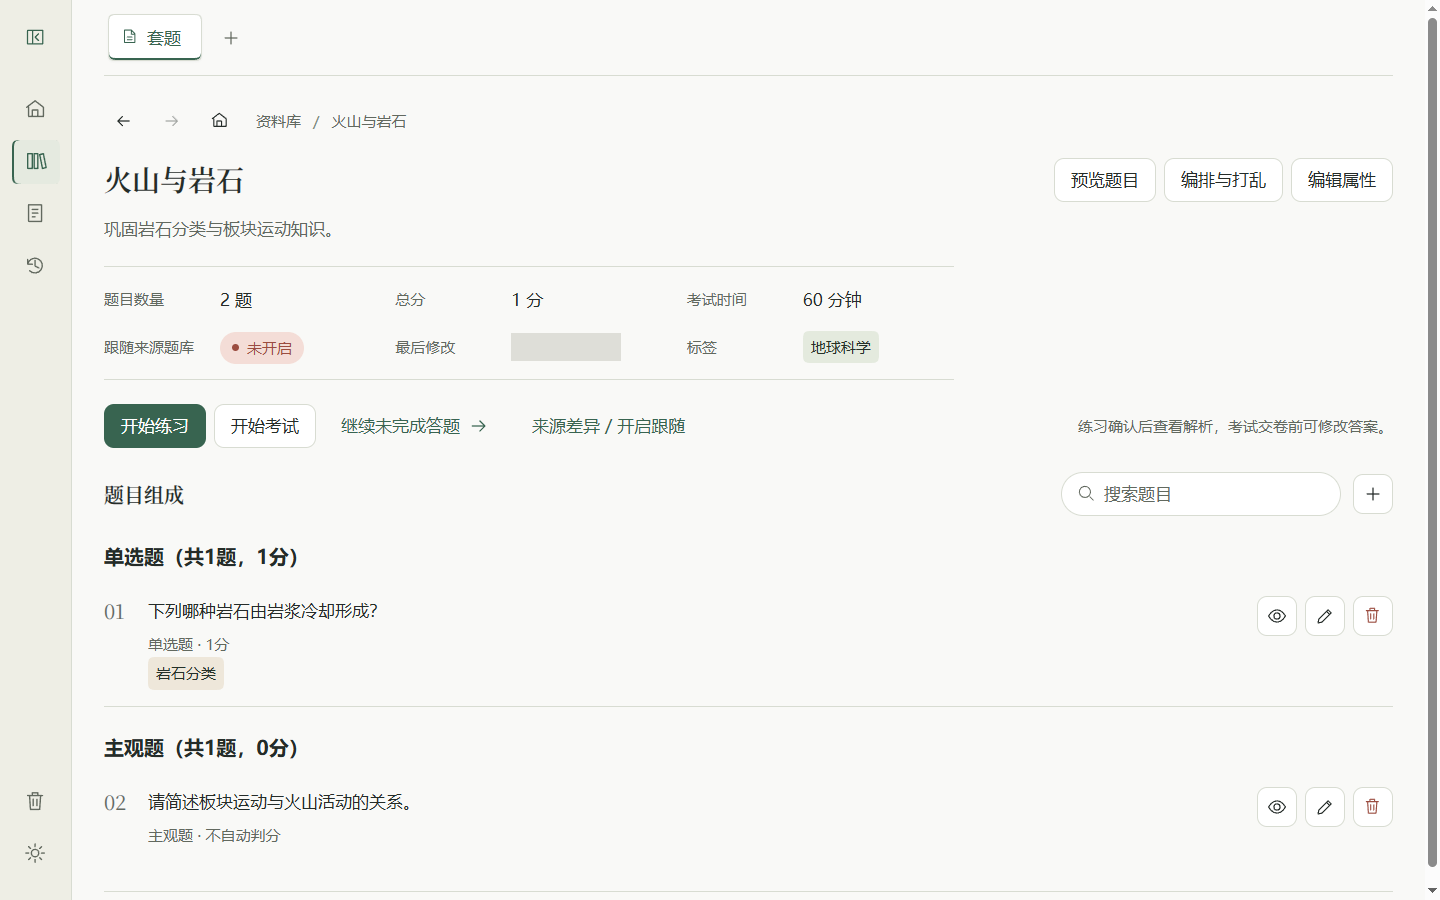 套题
资料库 / 火山与岩石
火山与岩石
预览题目 编排与打乱 编辑属性
巩固岩石分类与板块运动知识。
题目数量 2 题 总分 1 分 考试时间 60 分钟
跟随来源题库 未开启 最后修改 标签 地球科学
开始练习 开始考试 继续未完成答题 → 来源差异 / 开启跟随 练习确认后查看解析，考试交卷前可修改答案。
题目组成 搜索题目
单选题（共1题，1分）
01 下列哪种岩石由岩浆冷却形成？
单选题 · 1分
岩石分类
主观题（共1题，0分）
02 请简述板块运动与火山活动的关系。
主观题 · 不自动判分